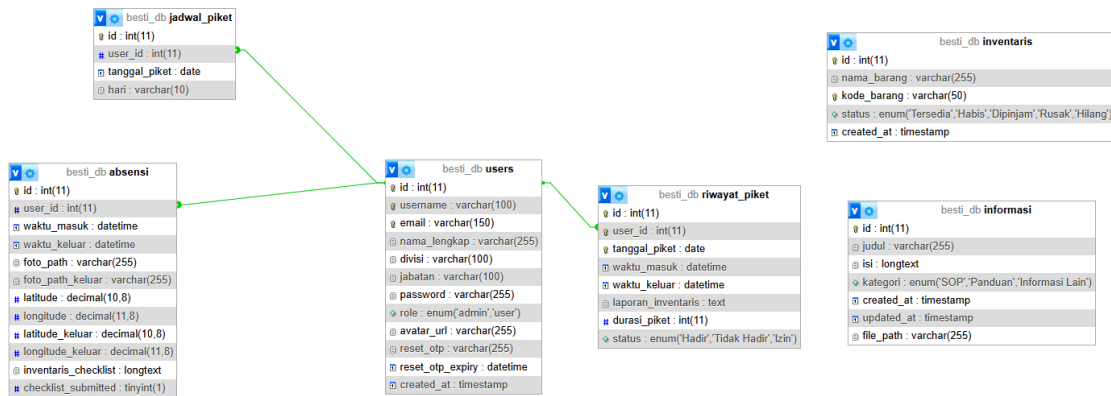 besti_db jadwal_piket
id : int(11)
user_id : int(11)
tanggal_piket : date
hari : varchar(10)
besti_db inventaris
id : int(11)
nama_barang : varchar(255)
kode_barang : varchar(50)
status : enum('Tersedia','Habis','Dipinjam','Rusak','Hilang')
created_at : timestamp
besti_db absensi
id : int(11)
user_id : int(11)
waktu_masuk : datetime
waktu_keluar : datetime
foto_path : varchar(255)
foto_path_keluar : varchar(255)
latitude : decimal(10,8)
longitude : decimal(11,8)
latitude_keluar : decimal(10,8)
longitude_keluar : decimal(11,8)
inventaris_checklist : longtext
checklist_submitted : tinyint(1)
besti_db users
id : int(11)
username : varchar(100)
email : varchar(150)
nama_lengkap : varchar(255)
divisi : varchar(100)
jabatan : varchar(100)
password : varchar(255)
role : enum('admin','user')
avatar_url : varchar(255)
reset_otp : varchar(255)
reset_otp_expiry : datetime
created_at : timestamp
besti_db riwayat_piket
id : int(11)
user_id : int(11)
tanggal_piket : date
waktu_masuk : datetime
waktu_keluar : datetime
laporan_inventaris : text
durasi_piket : int(11)
status : enum('Hadir','Tidak Hadir','Izin')
besti_db informasi
id : int(11)
judul : varchar(255)
isi : longtext
kategori : enum('SOP','Panduan','Informasi Lain')
created_at : timestamp
updated_at : timestamp
file_path : varchar(255)